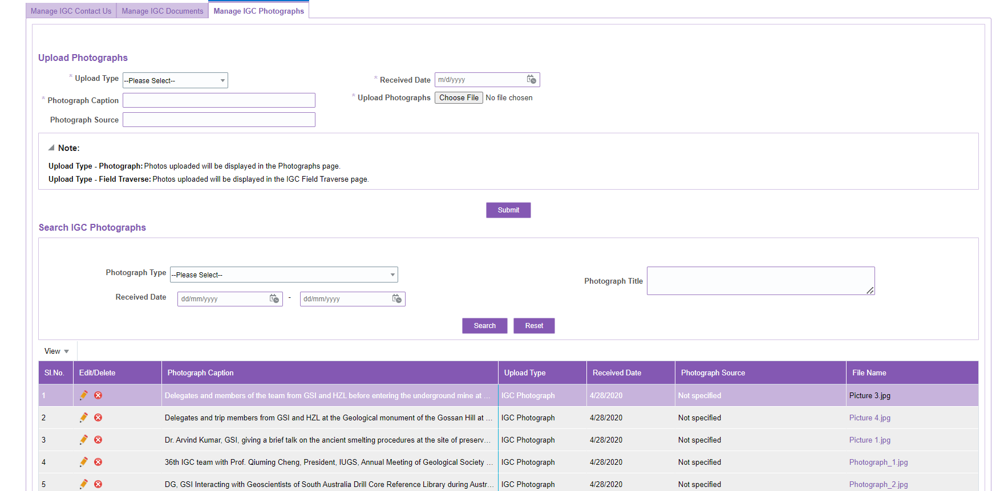 Manage IGC Contact Us Manage IGC Documents Manage IGC Photographs
Upload Photographs
* Upload Type --Please Select-- * Received Date m/d/yyyy
* Photograph Caption * Upload Photographs Choose File No file chosen
Photograph Source
Note:
Upload Type - Photograph: Photos uploaded will be displayed in the Photographs page.
Upload Type - Field Traverse: Photos uploaded will be displayed in the IGC Field Traverse page.
Submit
Search IGC Photographs
Photograph Type --Please Select-- Photograph Title
Received Date dd/mm/yyyy - dd/mm/yyyy
Search Reset
View
Sl.No. Edit/Delete Photograph Caption Upload Type Received Date Photograph Source File Name
1 Delegates and members of the team from GSI and HZL before entering the underground mine at ... IGC Photograph 4/28/2020 Not specified Picture 3.jpg
2 Delegates and trip members from GSI and HZL at the Geological monument of the Gossan Hill at ... IGC Photograph 4/28/2020 Not specified Picture 4.jpg
3 Dr. Arvind Kumar, GSI, giving a brief talk on the ancient smelting procedures at the site of preserv... IGC Photograph 4/28/2020 Not specified Picture 1.jpg
4 36th IGC team with Prof. Qiuming Cheng, President, IUGS, Annual Meeting of Geological Society ... IGC Photograph 4/28/2020 Not specified Photograph_1.jpg
5 DG, GSI Interacting with Geoscientists of South Australia Drill Core Reference Library during Austr... IGC Photograph 4/28/2020 Not specified Photograph_2.jpg